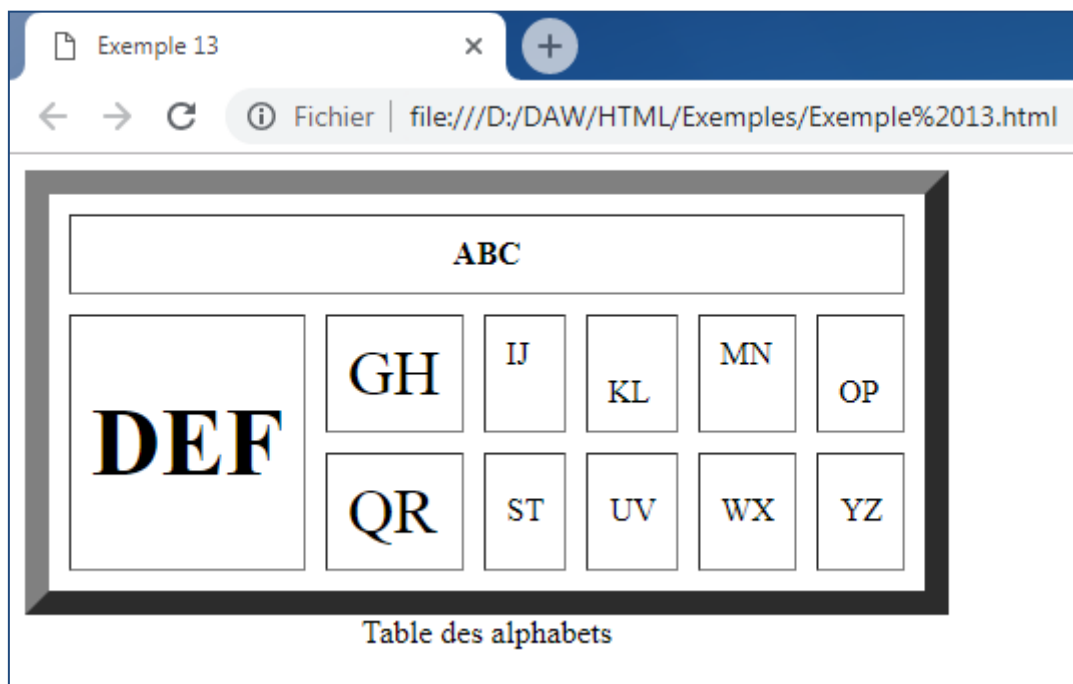 Exemple 13
Fichier file:///D:/DAW/HTML/Exemples/Exemple%2013.html
ABC
DEF GH IJ KL MN OP
QR ST UV WX YZ
Table des alphabets